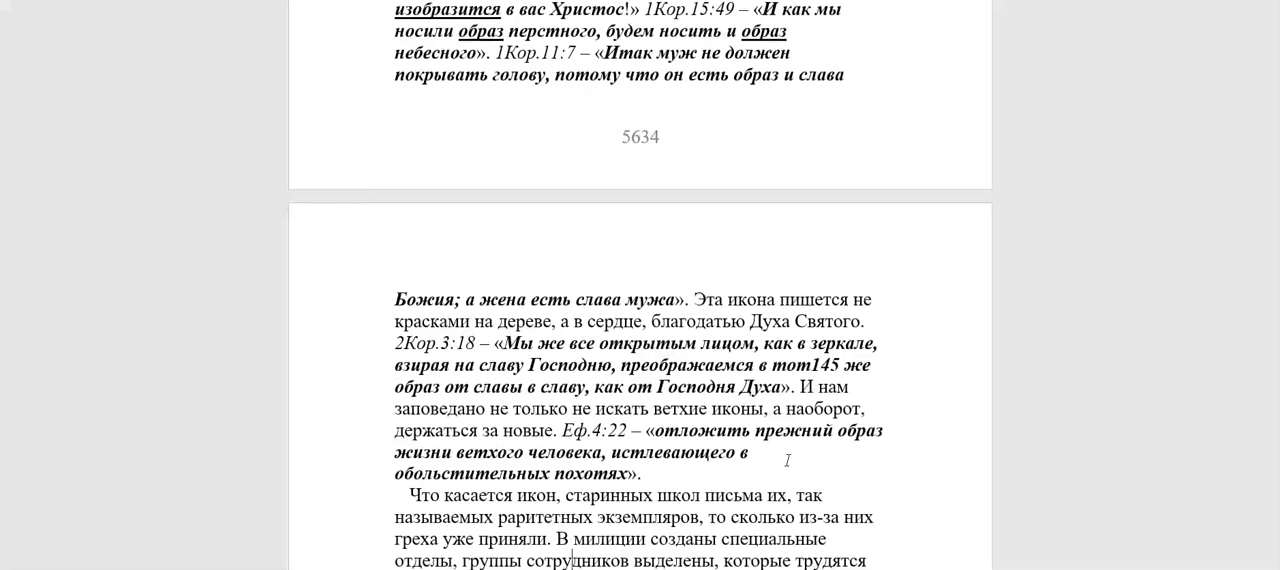 изобразится в вас Христос!» 1Кор.15:49 – «И как мы
носили образ перстного, будем носить и образ
небесного». 1Кор.11:7 – «Итак муж не должен
покрывать голову, потому что он есть образ и слава
5634
Божия; а жена есть слава мужа». Эта икона пишется не
красками на дереве, а в сердце, благодатью Духа Святого.
2Кор.3:18 – «Мы же все открытым лицом, как в зеркале,
взирая на славу Господню, преображаемся в тот145 же
образ от славы в славу, как от Господня Духа». И нам
заповедано не только не искать ветхие иконы, а наоборот,
держаться за новые. Еф.4:22 – «отложить прежний образ
жизни ветхого человека, истлевающего в
обольстительных похотях».
Что касается икон, старинных школ письма их, так
называемых раритетных экземпляров, то сколько из-за них
греха уже приняли. В милиции созданы специальные
отделы, группы сотрудников выделены, которые трудятся